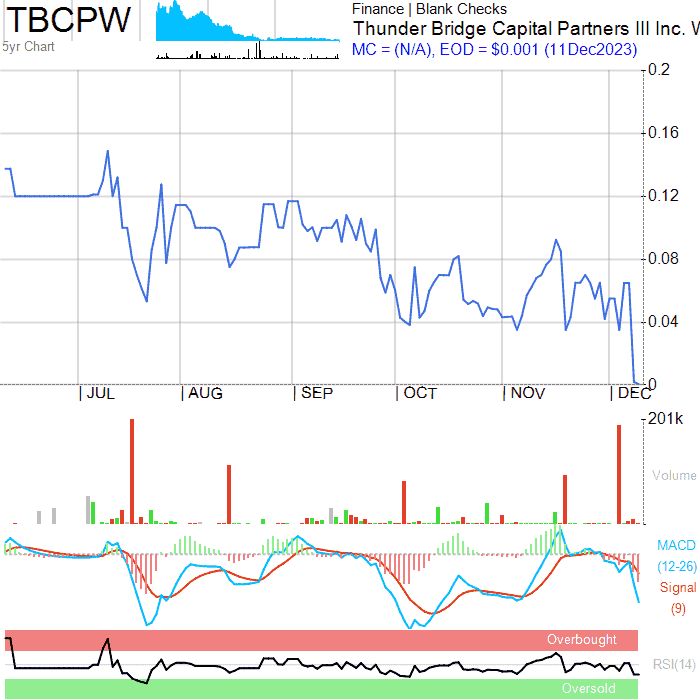 TBCPW
5yr Chart
Finance | Blank Checks
Thunder Bridge Capital Partners III Inc. W
MC = (N/A), EOD = $0.001 (11Dec2023)
0.2
0.16
0.12
0.08
0.04
0
JUL
AUG
SEP
OCT
NOV
DEC
201k
Volume
MACD
(12-26)
Signal
(9)
Overbought
RSI(14)
Oversold